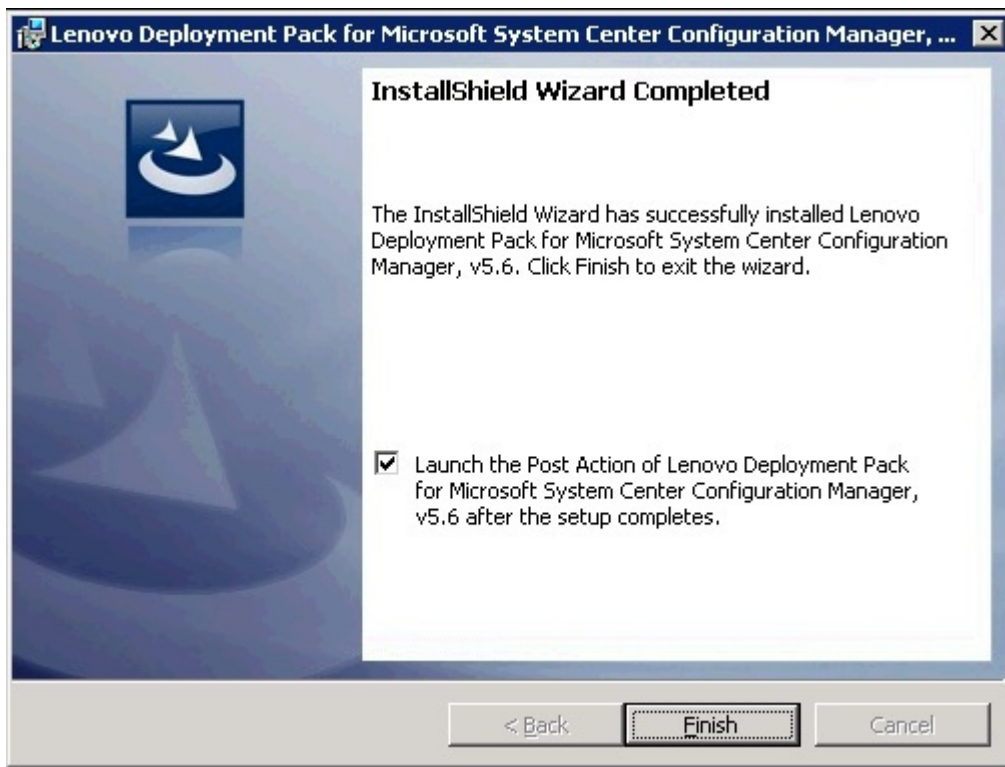 Lenovo Deployment Pack for Microsoft System Center Configuration Manager, ...
InstallShield Wizard Completed
The InstallShield Wizard has successfully installed Lenovo
Deployment Pack for Microsoft System Center Configuration
Manager, v5.6. Click Finish to exit the wizard.
Launch the Post Action of Lenovo Deployment Pack
for Microsoft System Center Configuration Manager,
v5.6 after the setup completes.
< Back
Finish
Cancel